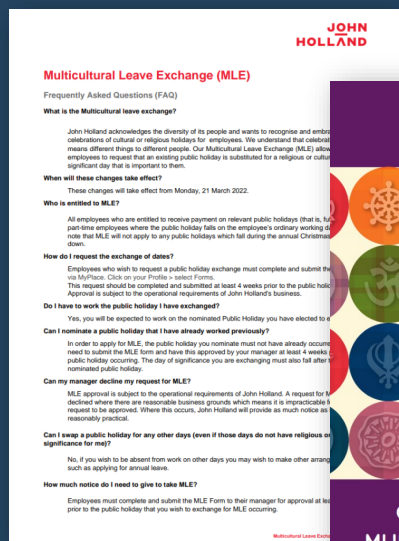 JOHN
HOLLAND
Multicultural Leave Exchange (MLE)
Frequently Asked Questions (FAQ)
What is the Multicultural leave exchange?
John Holland acknowledges the diversity of its people and wants to recognise and embra
celebrations of cultural or religious holidays for employees. We understand that celebrat
means different things to different people. Our Multicultural Leave Exchange (MLE) allow
employees to request that an existing public holiday is substituted for a religious or cultur
significant day that is important to them.
When will these changes take effect?
These changes will take effect from Monday, 21 March 2022.
Who is entitled to MLE?
All employees who are entitled to receive payment on relevant public holidays (that is, ful
part-time employees where the public holiday falls on the employee's ordinary working da
note that MLE will not apply to any public holidays which fall during the annual Christmas
down.
How do I request the exchange of dates?
Employees who wish to request a public holiday exchange must complete and submit the
via MyPlace. Click on your Profile > select Forms.
This request should be completed and submitted at least 4 weeks prior to the public holid
Approval is subject to the operational requirements of John Holland's business.
Do I have to work the public holiday I have exchanged?
Yes, you will be expected to work on the nominated Public Holiday you have elected to e
Can I nominate a public holiday that I have already worked previously?
In order to apply for MLE, the public holiday you nominate must not have already occurre
need to submit the MLE form and have this approved by your manager at least 4 weeks
public holiday occurring. The day of significance you are exchanging must also fall after t
nominated public holiday.
Can my manager decline my request for MLE?
MLE approval is subject to the operational requirements of John Holland. A request for M
declined where there are reasonable business grounds which means it is impracticable f
request to be approved. Where this occurs, John Holland will provide as much notice as
reasonably practical.
Can I swap a public holiday for any other days (even if those days do not have religious or
significance for me)?
No, if you wish to be absent from work on other days you may wish to make other arrang
such as applying for annual leave.
How much notice do I need to give to take MLE?
Employees must complete and submit the MLE Form to their manager for approval at lea
prior to the public holiday that you wish to exchange for MLE occurring.
Multicultural Leave Excha